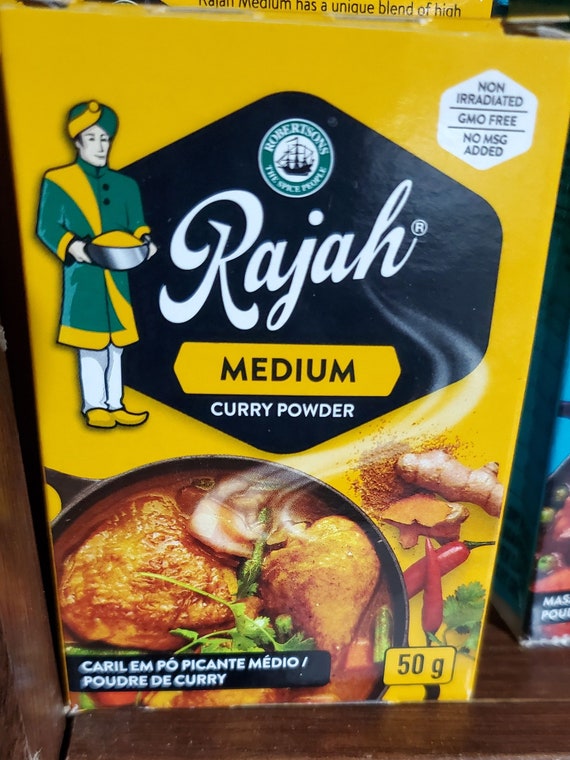 Rajah Medium has a unique blend of high
NON
IRRADIATED
GMO FREE
NO MSG
ADDED
ROBERTSONS
THE SPICE PEOPLE
Rajah®
MEDIUM
CURRY POWDER
CARIL EM PÓ PICANTE MÉDIO /
POUDRE DE CURRY
50 g
MAS
POU